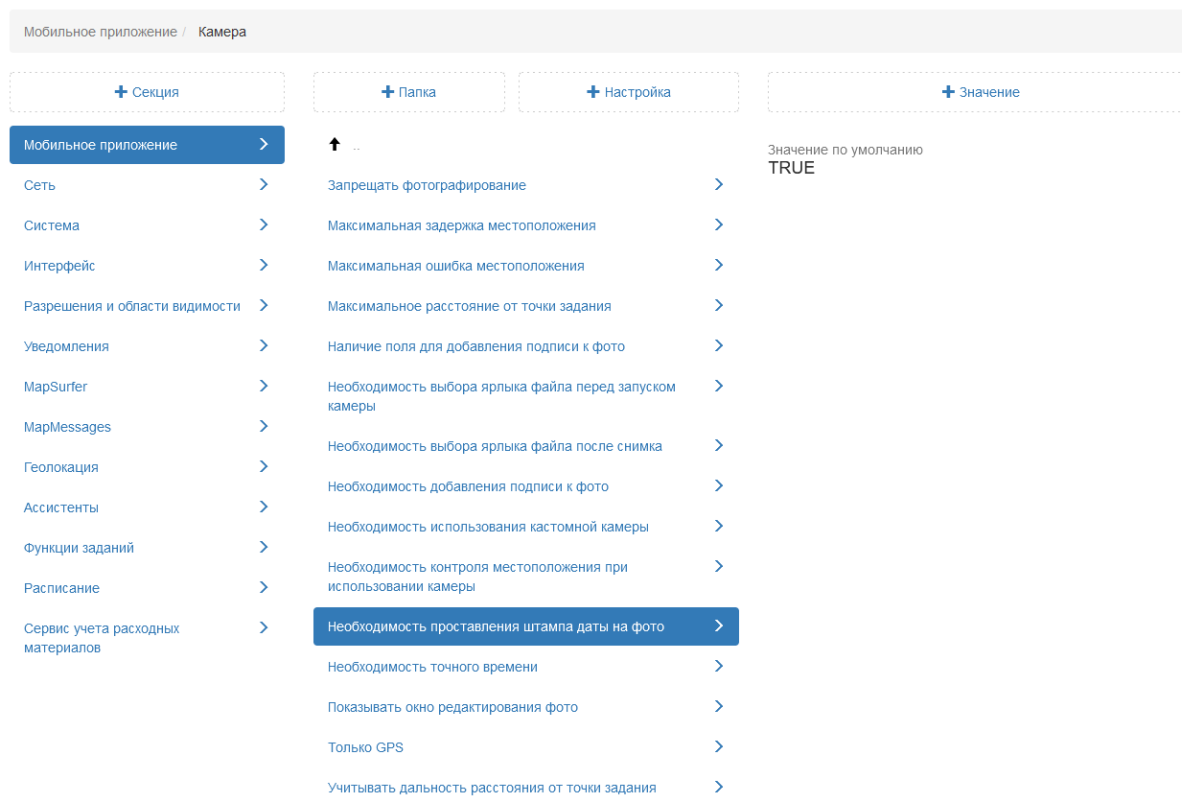 Мобильное приложение / Камера
+ Секция
+ Папка
+ Настройка
+ Значение
Мобильное приложение
Сеть
Система
Интерфейс
Разрешения и области видимости
Уведомления
MapSurfer
MapMessages
Геолокация
Ассистенты
Функции заданий
Расписание
Сервис учета расходных
материалов
..
Запрещать фотографирование
Максимальная задержка местоположения
Максимальная ошибка местоположения
Максимальное расстояние от точки задания
Наличие поля для добавления подписи к фото
Необходимость выбора ярлыка файла перед запуском
камеры
Необходимость выбора ярлыка файла после снимка
Необходимость добавления подписи к фото
Необходимость использования кастомной камеры
Необходимость контроля местоположения при
использовании камеры
Необходимость проставления штампа даты на фото
Необходимость точного времени
Показывать окно редактирования фото
Только GPS
Учитывать дальность расстояния от точки задания
Значение по умолчанию
TRUE